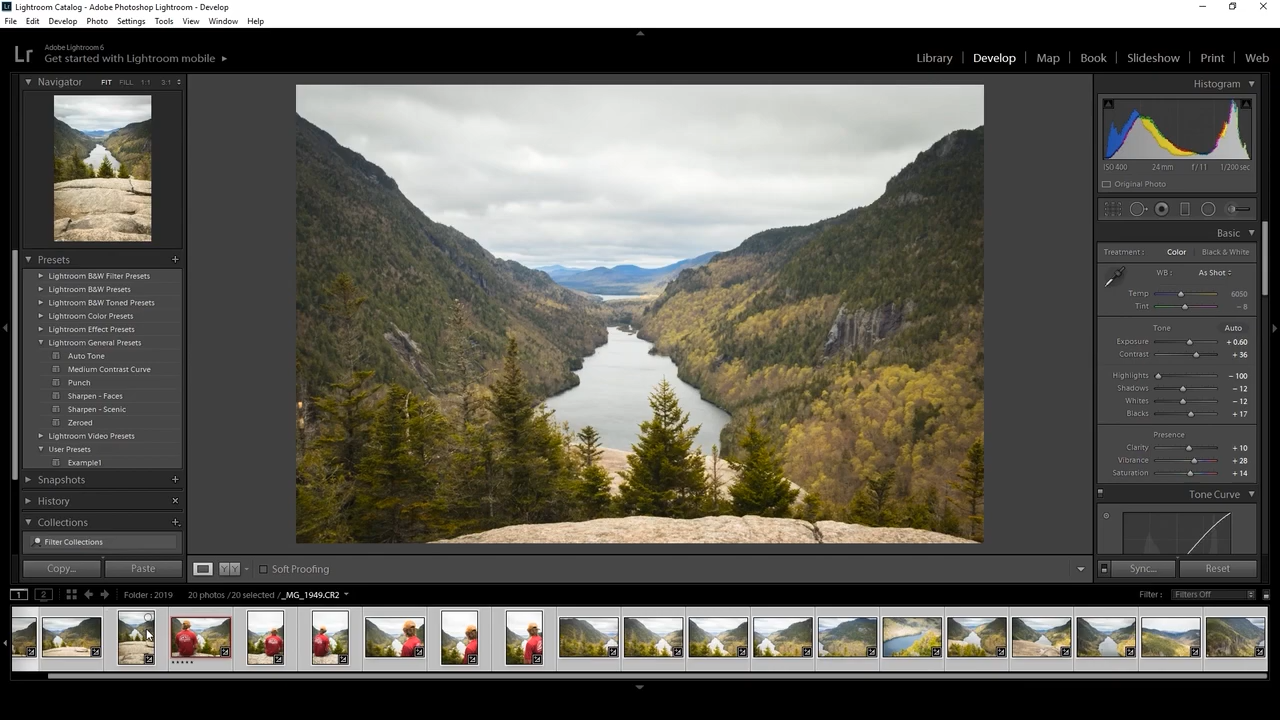 Lightroom Catalog - Adobe Photoshop Lightroom - Develop
File Edit Develop Photo Settings Tools View Window Help
Lr
Adobe Lightroom 6
Get started with Lightroom mobile
Library | Develop | Map | Book | Slideshow | Print | Web
Navigator FIT FILL 1:1 3:1
Presets +
Lightroom B&W Filter Presets
Lightroom B&W Presets
Lightroom B&W Toned Presets
Lightroom Color Presets
Lightroom Effect Presets
Lightroom General Presets
Auto Tone
Medium Contrast Curve
Punch
Sharpen - Faces
Sharpen - Scenic
Zeroed
Lightroom Video Presets
User Presets
Example1
Snapshots +
History ×
Collections +
Filter Collections
Copy... Paste
Y Y Soft Proofing
Histogram
ISO 400 24 mm f / 11 1/200 sec
Original Photo
Basic
Treatment : Color Black & White
WB : As Shot
Temp 6050
Tint - 8
Tone Auto
Exposure + 0.60
Contrast + 36
Highlights - 100
Shadows - 12
Whites - 12
Blacks + 17
Presence
Clarity + 10
Vibrance + 28
Saturation + 14
Tone Curve
Sync... Reset
1 2 Folder : 2019 20 photos /20 selected /_MG_1949.CR2 Filter : Filters Off